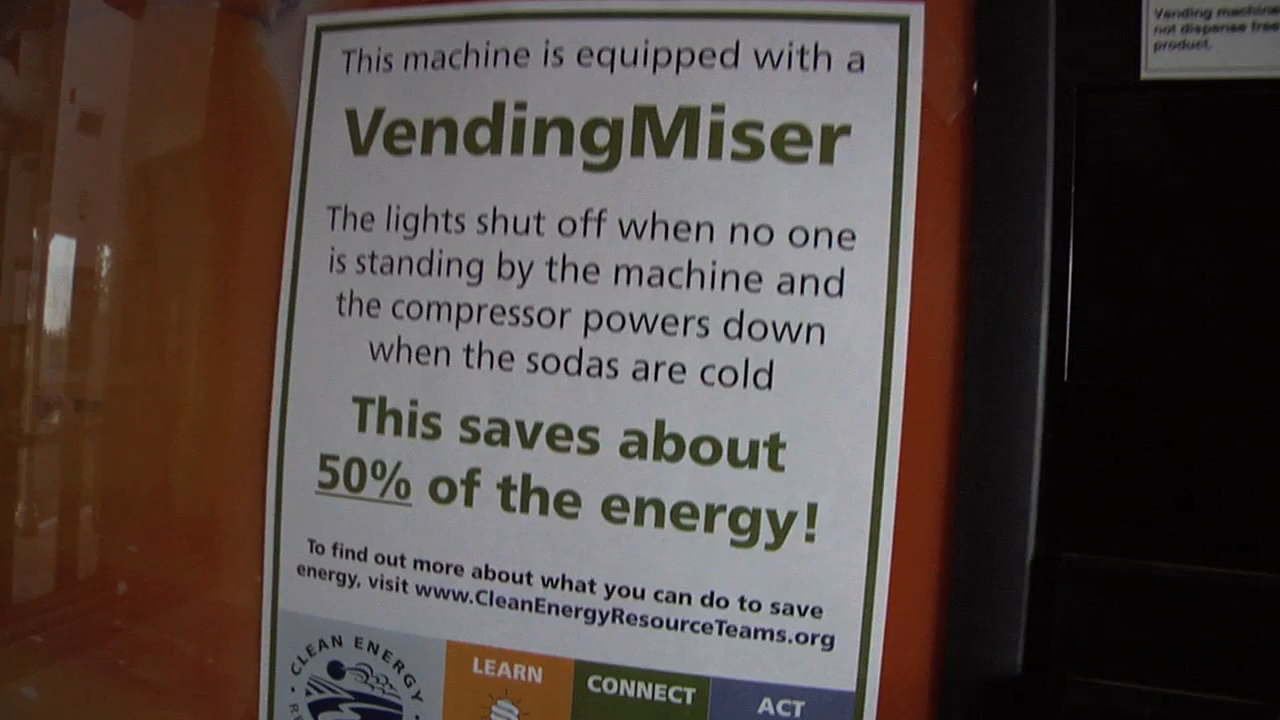 This machine is equipped with a
VendingMiser
The lights shut off when no one
is standing by the machine and
the compressor powers down
when the sodas are cold
This saves about
50% of the energy!
To find out more about what you can do to save
energy, visit www.CleanEnergyResourceTeams.org
CLEAN ENERGY
LEARN
CONNECT
ACT
Vending machine
not dispense free
product.